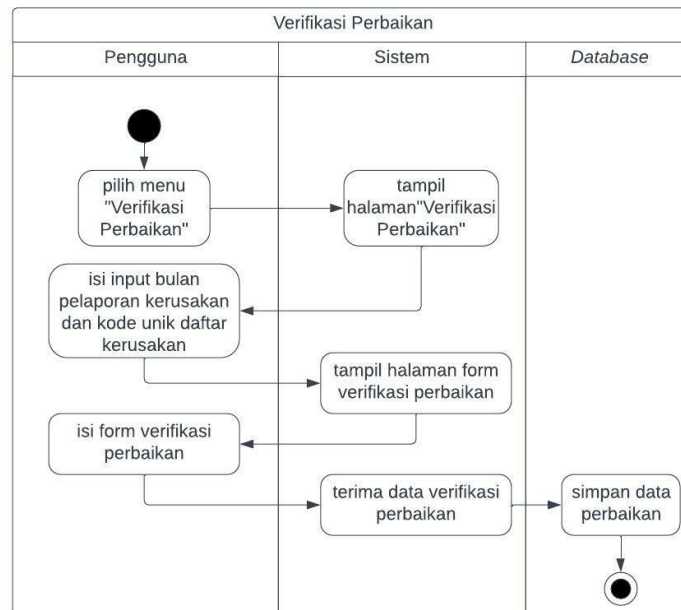 Verifikasi Perbaikan
Pengguna
Sistem
Database
pilih menu
"Verifikasi
Perbaikan"
tampil
halaman"Verifikasi
Perbaikan"
isi input bulan
pelaporan kerusakan
dan kode unik daftar
kerusakan
tampil halaman form
verifikasi perbaikan
isi form verifikasi
perbaikan
terima data verifikasi
perbaikan
simpan data
perbaikan